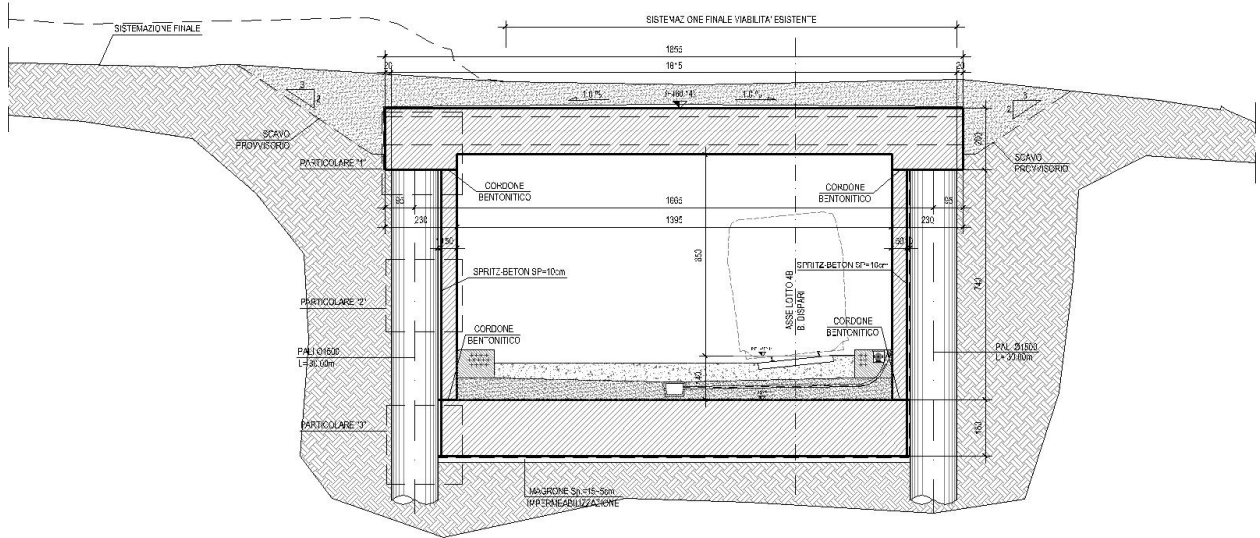 SISTEMAZIONE FINALE VIABILITA' ESISTENTE
SISTEMAZIONE FINALE
1855
20
1815
20
3
2
1.0 %
1.0 %
3
2
SCAVO
PROVVISORIO
200
SCAVO
PROVVISORIO
PARTICOLARE "1"
CORDONE
BENTONITICO
CORDONE
BENTONITICO
95
1665
95
230
1395
230
850
SPRITZ-BETON SP=10cm
SPRITZ-BETON SP=10cm
740
ASSE LOTTO 4B
B. DISPARI
PARTICOLARE "2"
CORDONE
BENTONITICO
CORDONE
BENTONITICO
PALI Ø1500
L= 30.00m
PALI Ø1500
L= 30.00m
140
PARTICOLARE "3"
180
MAGRONE Sp.=15-5cm
IMPERMEABILIZZAZIONE